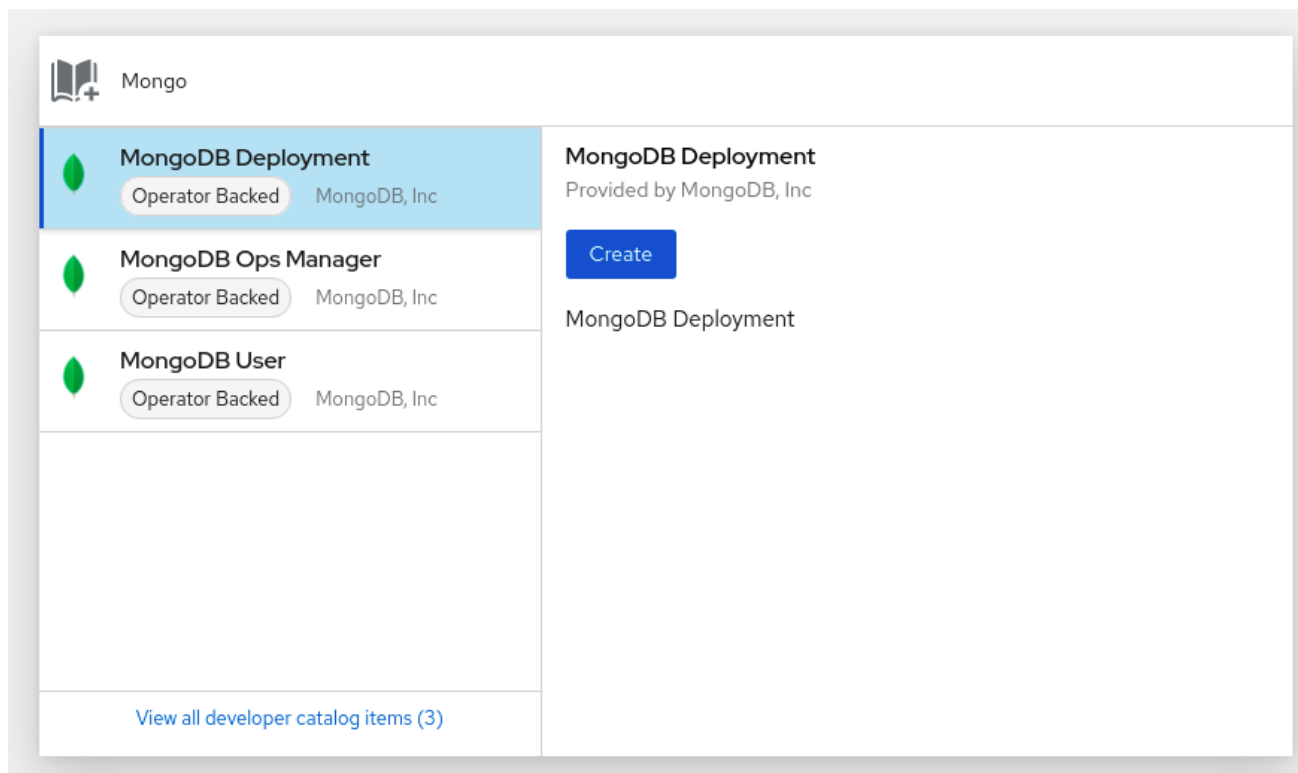 Mongo
MongoDB Deployment
Operator Backed MongoDB, Inc
MongoDB Ops Manager
Operator Backed MongoDB, Inc
MongoDB User
Operator Backed MongoDB, Inc
View all developer catalog items (3)
MongoDB Deployment
Provided by MongoDB, Inc
Create
MongoDB Deployment